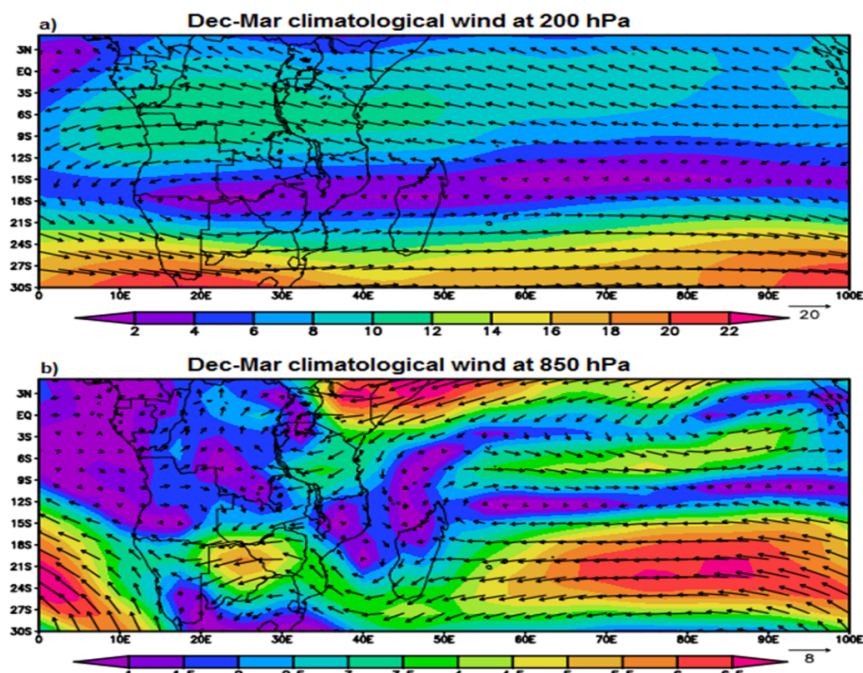 a) Dec-Mar climatological wind at 200 hPa
3N
EQ
3S
6S
9S
12S
15S
18S
21S
24S
27S
30S
0 10E 20E 30E 40E 50E 60E 70E 80E 90E 100E
20
2 4 6 8 10 12 14 16 18 20 22
b) Dec-Mar climatological wind at 850 hPa
3N
EQ
3S
6S
9S
12S
15S
18S
21S
24S
27S
30S
0 10E 20E 30E 40E 50E 60E 70E 80E 90E 100E
8